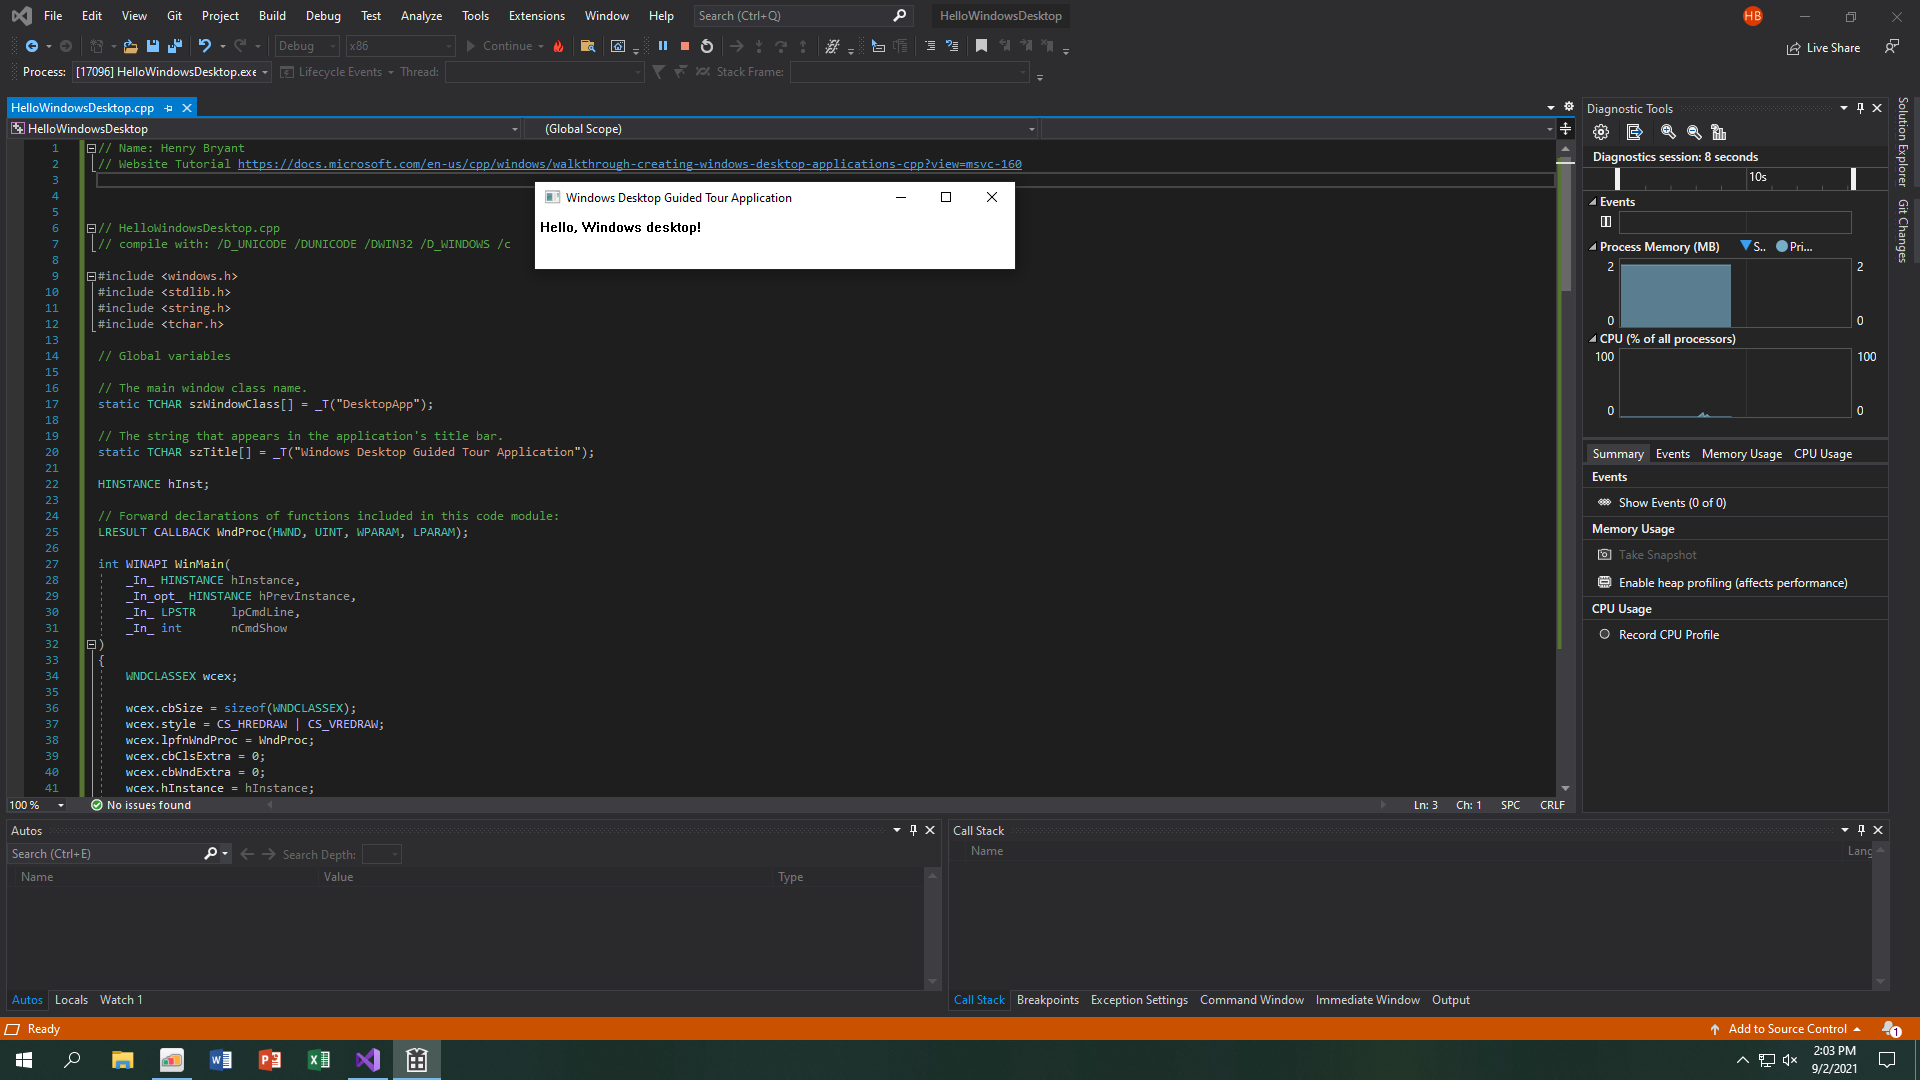 File Edit View Git Project Build Debug Test Analyze Tools Extensions Window Help Search (Ctrl+Q) HelloWindowsDesktop HB
Debug x86 Continue Live Share
Process: [17096] HelloWindowsDesktop.exe Lifecycle Events Thread: Stack Frame:
HelloWindowsDesktop.cpp
HelloWindowsDesktop (Global Scope)
1 // Name: Henry Bryant
2 // Website Tutorial https://docs.microsoft.com/en-us/cpp/windows/walkthrough-creating-windows-desktop-applications-cpp?view=msvc-160
3
4
5
6 // HelloWindowsDesktop.cpp
7 // compile with: /D_UNICODE /DUNICODE /DWIN32 /D_WINDOWS /c
8
9 #include <windows.h>
10 #include <stdlib.h>
11 #include <string.h>
12 #include <tchar.h>
13
14 // Global variables
15
16 // The main window class name.
17 static TCHAR szWindowClass[] = _T("DesktopApp");
18
19 // The string that appears in the application's title bar.
20 static TCHAR szTitle[] = _T("Windows Desktop Guided Tour Application");
21
22 HINSTANCE hInst;
23
24 // Forward declarations of functions included in this code module:
25 LRESULT CALLBACK WndProc(HWND, UINT, WPARAM, LPARAM);
26
27 int WINAPI WinMain(
28 _In_ HINSTANCE hInstance,
29 _In_opt_ HINSTANCE hPrevInstance,
30 _In_ LPSTR lpCmdLine,
31 _In_ int nCmdShow
32 )
33 {
34 WNDCLASSEX wcex;
35
36 wcex.cbSize = sizeof(WNDCLASSEX);
37 wcex.style = CS_HREDRAW | CS_VREDRAW;
38 wcex.lpfnWndProc = WndProc;
39 wcex.cbClsExtra = 0;
40 wcex.cbWndExtra = 0;
41 wcex.hInstance = hInstance;
Windows Desktop Guided Tour Application
Hello, Windows desktop!
100 % No issues found Ln: 3 Ch: 1 SPC CRLF
Diagnostic Tools
Diagnostics session: 8 seconds
10s
Events
Process Memory (MB) S.. Pri...
2 2
0 0
CPU (% of all processors)
100 100
0 0
Summary Events Memory Usage CPU Usage
Events
Show Events (0 of 0)
Memory Usage
Take Snapshot
Enable heap profiling (affects performance)
CPU Usage
Record CPU Profile
Solution Explorer
Git Changes
Autos
Search (Ctrl+E) Search Depth:
Name Value Type
Autos Locals Watch 1
Call Stack
Name Lang
Call Stack Breakpoints Exception Settings Command Window Immediate Window Output
Ready Add to Source Control 1
2:03 PM
9/2/2021